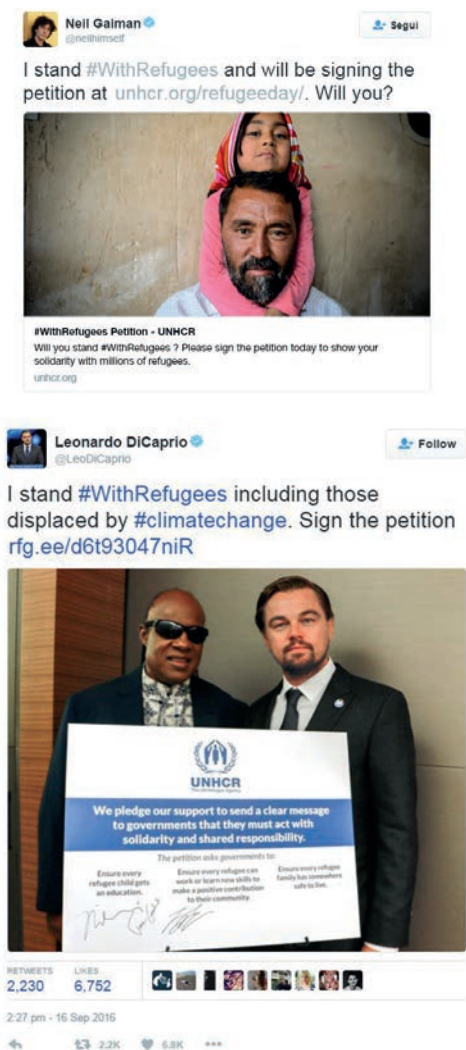 Neil Gaiman
@neilhimself
Segui
I stand #WithRefugees and will be signing the
petition at unhcr.org/refugeeday/. Will you?
#WithRefugees Petition - UNHCR
Will you stand #WithRefugees ? Please sign the petition today to show your
solidarity with millions of refugees.
unhcr.org
Leonardo DiCaprio
@LeoDiCaprio
Follow
I stand #WithRefugees including those
displaced by #climatechange. Sign the petition
rfg.ee/d6t93047niR
UNHCR
The UN Refugee Agency
We pledge our support to send a clear message
to governments that they must act with
solidarity and shared responsibility.
The petition asks governments to:
Ensure every
refugee child gets
an education.
Ensure every refugee can
work or learn new skills to
make a positive contribution
to their community.
Ensure every refugee
family has somewhere
safe to live.
RETWEETS
2,230
LIKES
6,752
2:27 pm - 16 Sep 2016
2.2K
6.8K